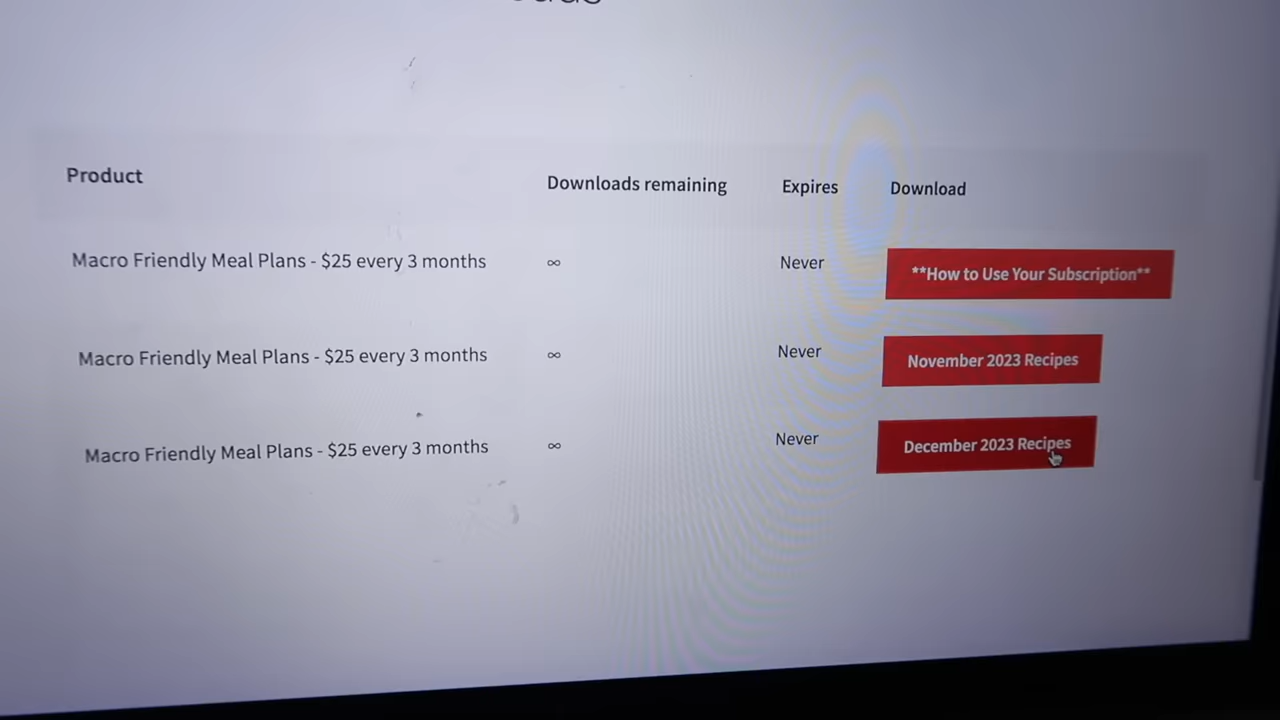 Product Downloads remaining Expires Download
Macro Friendly Meal Plans - $25 every 3 months ∞ Never **How to Use Your Subscription**
Macro Friendly Meal Plans - $25 every 3 months ∞ Never November 2023 Recipes
Macro Friendly Meal Plans - $25 every 3 months ∞ Never December 2023 Recipes